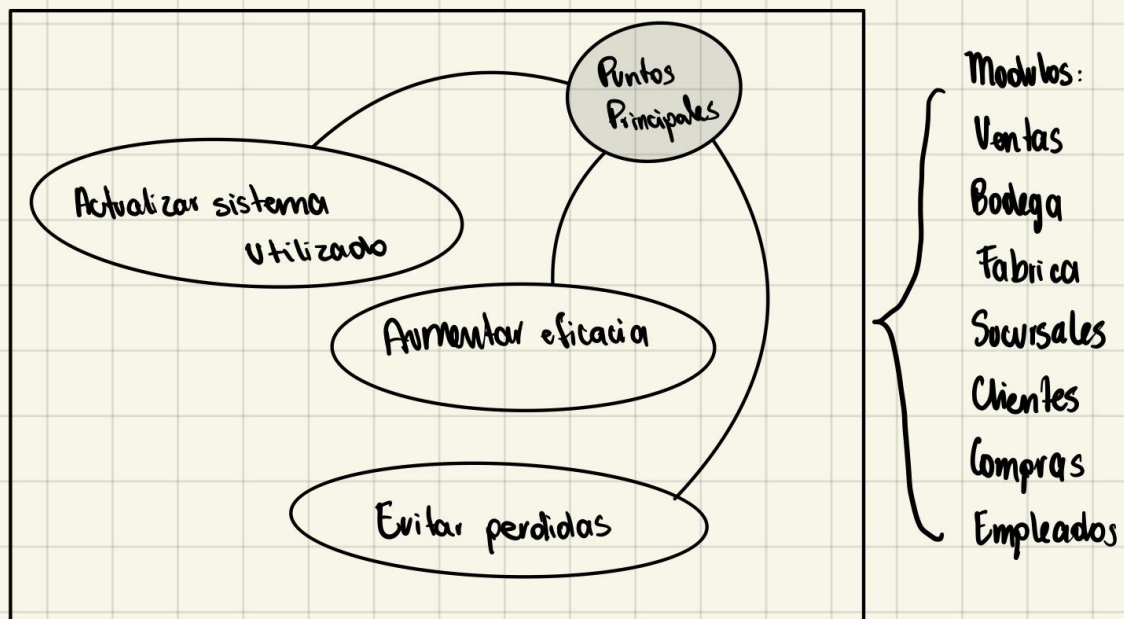 Puntos
Principales
Actualizar sistema
utilizado
Aumentar eficacia
Evitar perdidas
Modulos:
Ventas
Bodega
Fabrica
Sucursales
Clientes
Compras
Empleados